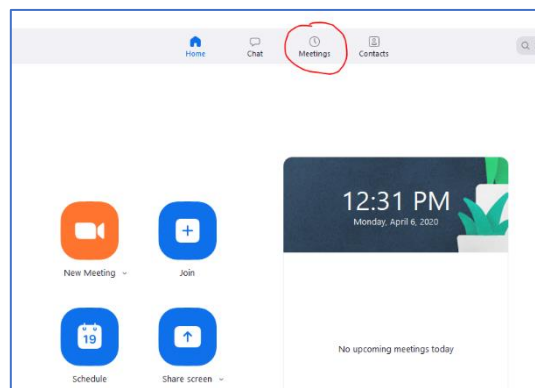 Home Chat Meetings Contacts
12:31 PM
Monday, April 6, 2020
New Meeting Join
19
Schedule Share screen
No upcoming meetings today